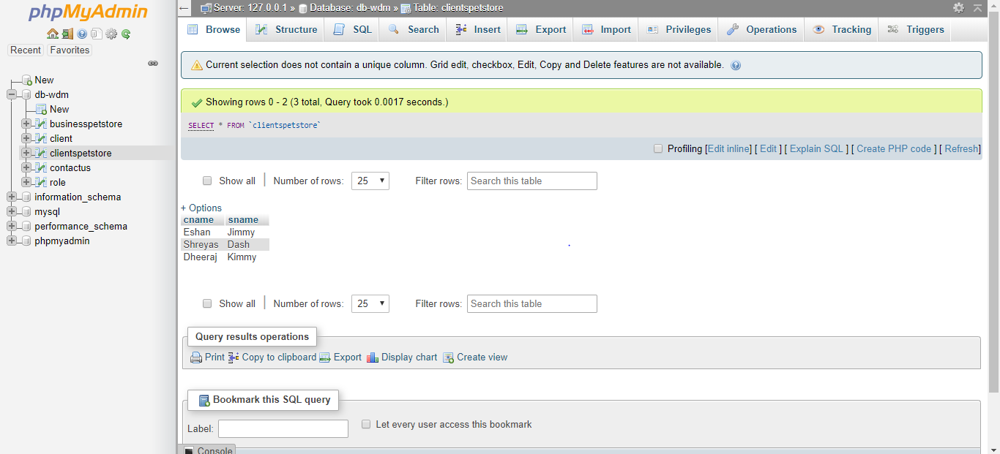 phpMyAdmin
Recent Favorites
New
db-wdm
New
businesspetstore
client
clientspetstore
contactus
role
information_schema
mysql
performance_schema
phpmyadmin
Server: 127.0.0.1 » Database: db-wdm » Table: clientspetstore
Browse Structure SQL Search Insert Export Import Privileges Operations Tracking Triggers
Current selection does not contain a unique column. Grid edit, checkbox, Edit, Copy and Delete features are not available.
Showing rows 0 - 2 (3 total, Query took 0.0017 seconds.)
SELECT * FROM `clientspetstore`
Profiling [Edit inline] [ Edit ] [ Explain SQL ] [ Create PHP code ] [ Refresh]
Show all | Number of rows: 25 Filter rows: Search this table
+ Options
cname sname
Eshan Jimmy
Shreyas Dash
Dheeraj Kimmy
Show all | Number of rows: 25 Filter rows: Search this table
Query results operations
Print Copy to clipboard Export Display chart Create view
Bookmark this SQL query
Label: Let every user access this bookmark
Console